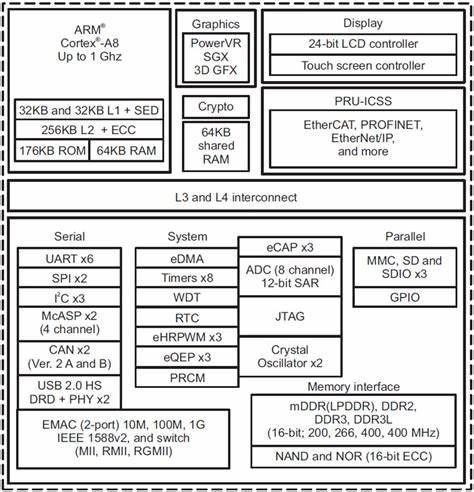 ARM®
Cortex®-A8
Up to 1 Ghz
32KB and 32KB L1 + SED
256KB L2 + ECC
176KB ROM
64KB RAM
Graphics
PowerVR
SGX
3D GFX
Crypto
64KB
shared
RAM
Display
24-bit LCD controller
Touch screen controller
PRU-ICSS
EtherCAT, PROFINET,
EtherNet/IP,
and more
L3 and L4 interconnect
Serial
UART x6
SPI x2
I²C x3
McASP x2
(4 channel)
CAN x2
(Ver. 2 A and B)
USB 2.0 HS
DRD + PHY x2
EMAC (2-port) 10M, 100M, 1G
IEEE 1588v2, and switch
(MII, RMII, RGMII)
System
eDMA
Timers x8
WDT
RTC
eHRPWM x3
eQEP x3
PRCM
eCAP x3
ADC (8 channel)
12-bit SAR
JTAG
Crystal
Oscillator x2
Parallel
MMC, SD and
SDIO x3
GPIO
Memory interface
mDDR(LPDDR), DDR2,
DDR3, DDR3L
(16-bit; 200, 266, 400, 400 MHz)
NAND and NOR (16-bit ECC)